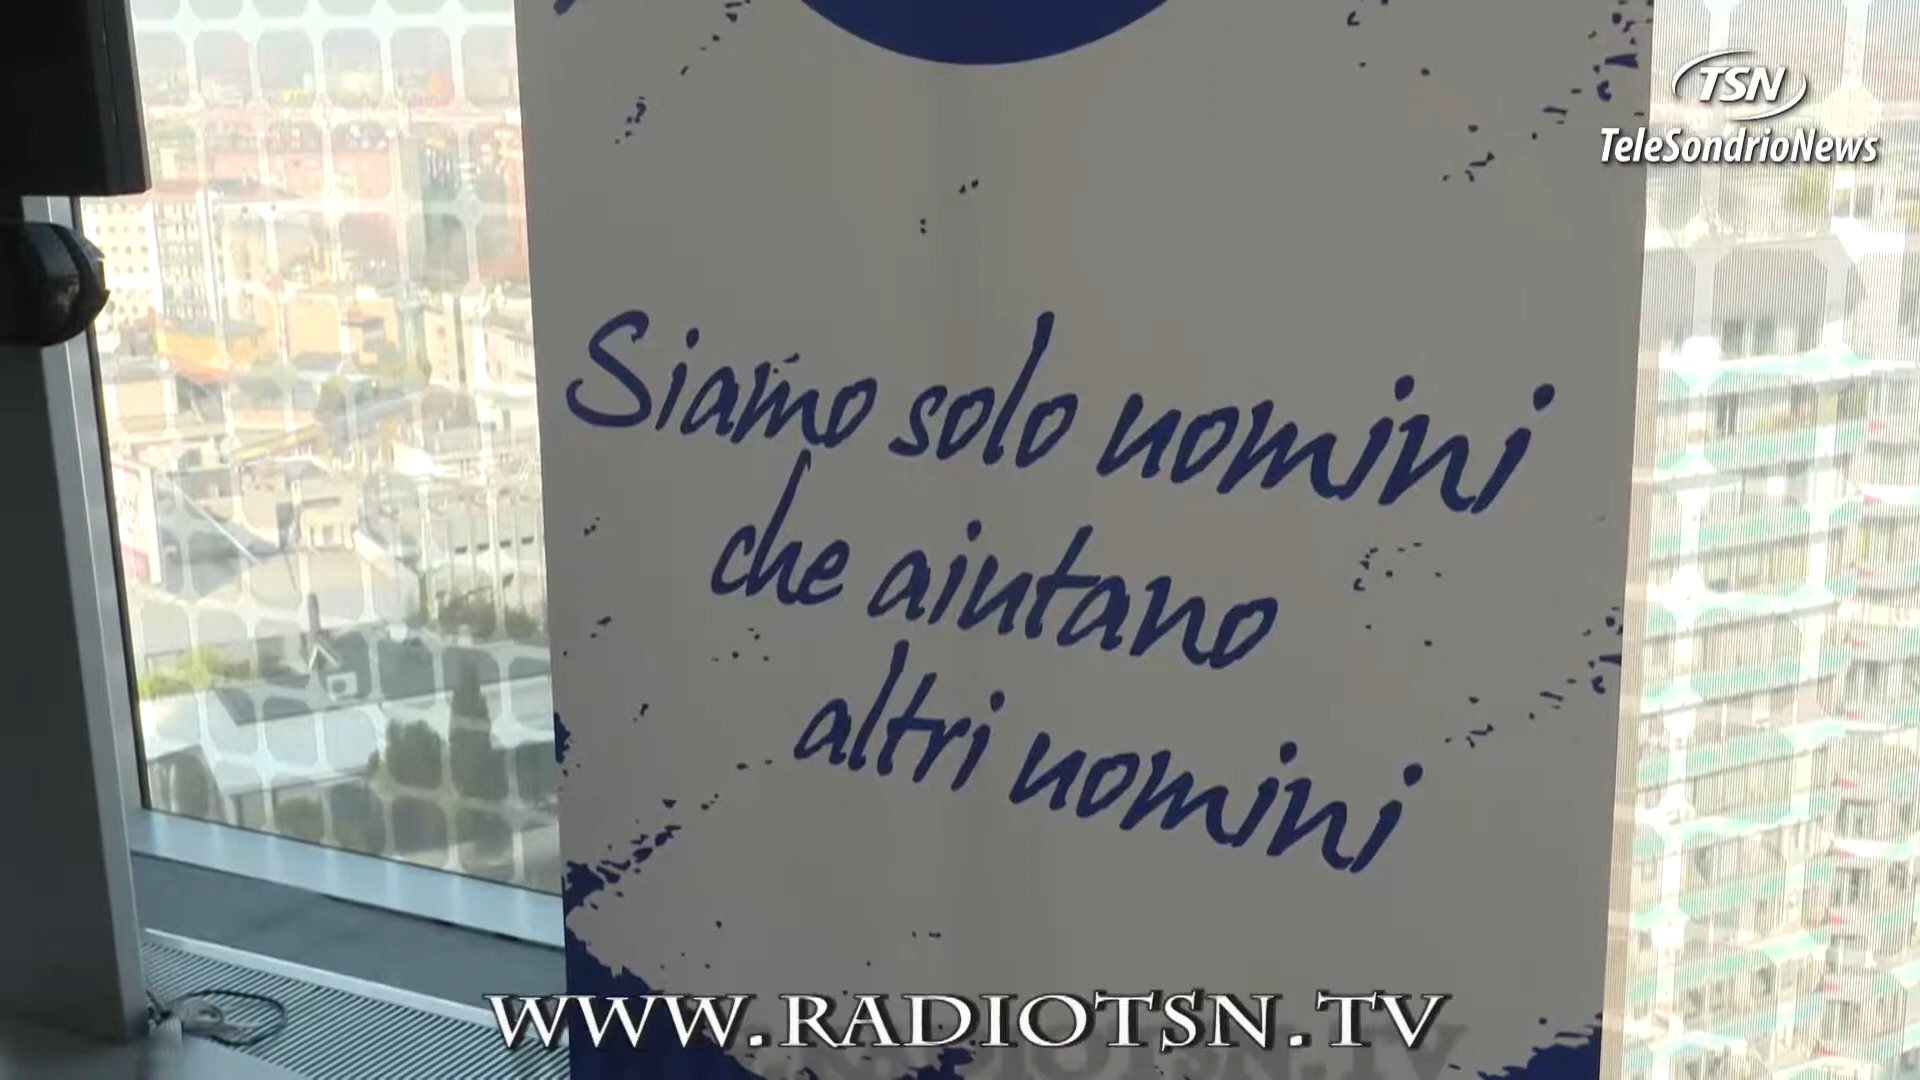 TSN
TeleSondrioNews
Siamo solo uomini
che aiutano
altri uomini
WWW.RADIOTSN.TV